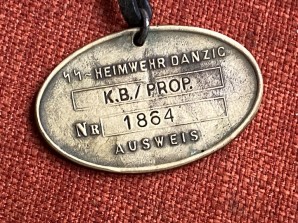 ᛋᛋ~HEIMWEHR DANZIG
K.B./PROP.
NR 1864
AUSWEIS